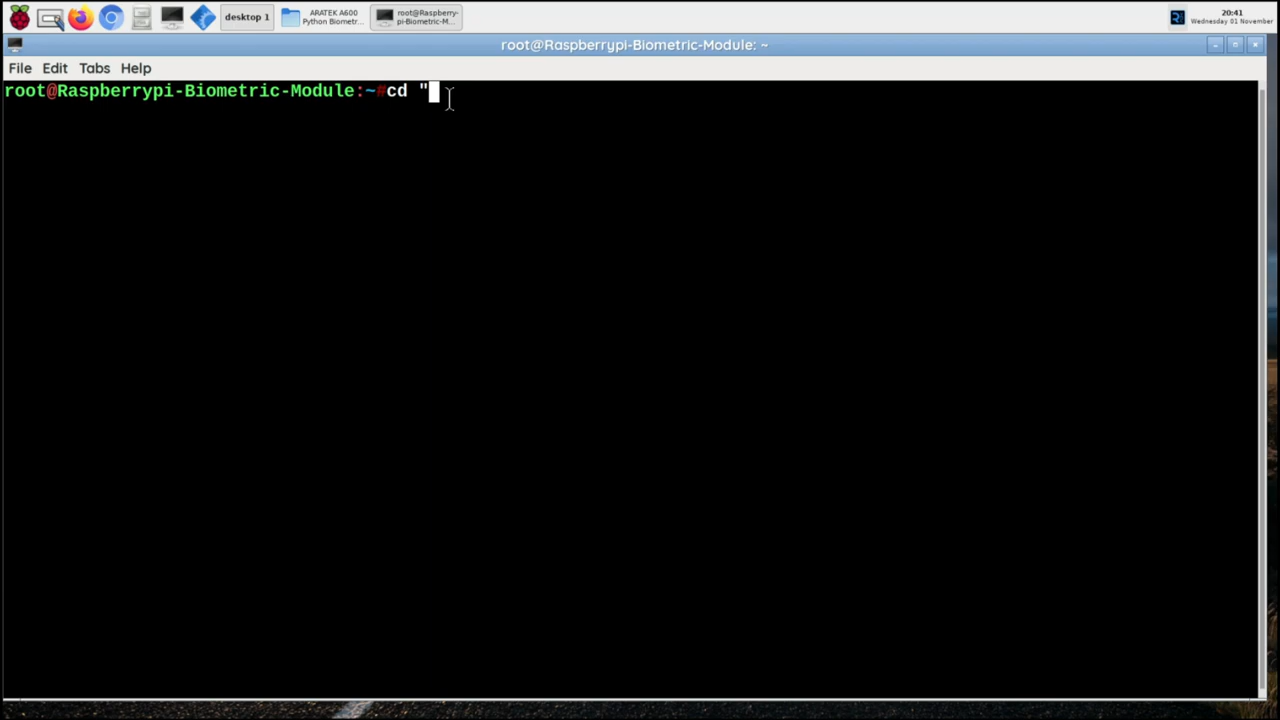 desktop 1
ARATEK A600
Python Biometr...
root@Raspberry-
pi-Biometric-M...
20:41
Wednesday 01 November
root@Raspberrypi-Biometric-Module: ~
File Edit Tabs Help
root@Raspberrypi-Biometric-Module:~#cd "